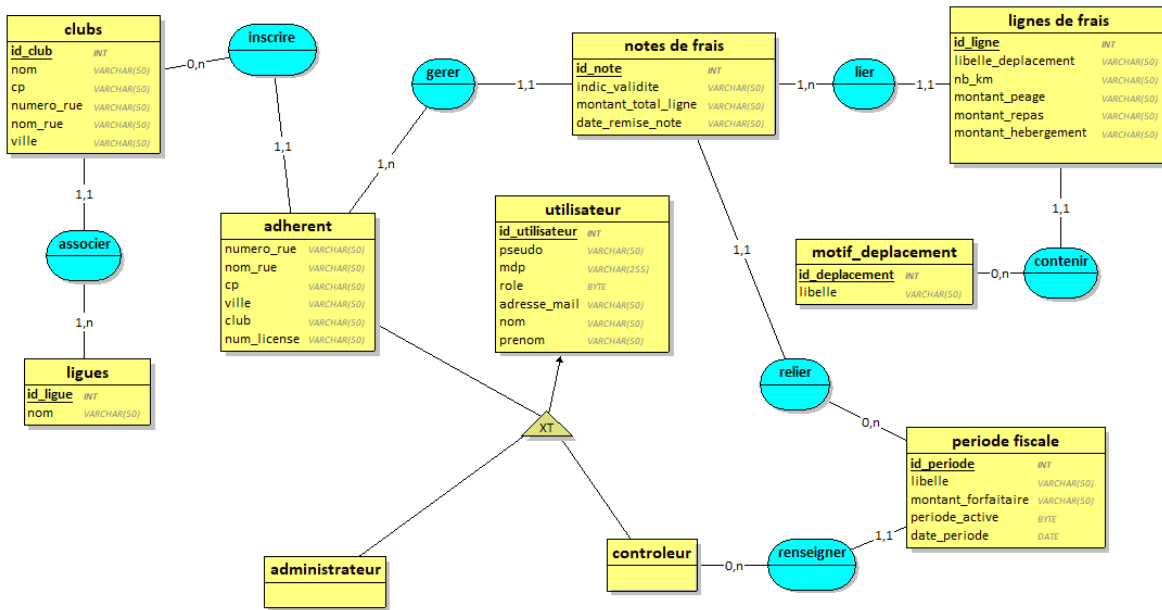 clubs
id_club INT
nom VARCHAR(50)
cp VARCHAR(50)
numero_rue VARCHAR(50)
nom_rue VARCHAR(50)
ville VARCHAR(50)
0,n
inscrire
1,1
gerer
1,1
1,n
notes de frais
id_note INT
indic_validite VARCHAR(50)
montant_total_ligne VARCHAR(50)
date_remise_note VARCHAR(50)
1,n
lier
1,1
lignes de frais
id_ligne INT
libelle_deplacement VARCHAR(50)
nb_km VARCHAR(50)
montant_peage VARCHAR(50)
montant_repas VARCHAR(50)
montant_hebergement VARCHAR(50)
1,1
associer
1,n
ligues
id_ligue INT
nom VARCHAR(50)
adherent
numero_rue VARCHAR(50)
nom_rue VARCHAR(50)
cp VARCHAR(50)
ville VARCHAR(50)
club VARCHAR(50)
num_license VARCHAR(50)
utilisateur
id_utilisateur INT
pseudo VARCHAR(50)
mdp VARCHAR(255)
role BYTE
adresse_mail VARCHAR(50)
nom VARCHAR(50)
prenom VARCHAR(50)
1,1
motif_deplacement
id_deplacement INT
libelle VARCHAR(50)
0,n
contenir
1,1
relier
0,n
XT
periode fiscale
id_periode INT
libelle VARCHAR(50)
montant_forfaitaire VARCHAR(50)
periode_active BYTE
date_periode DATE
administrateur
controleur
0,n
renseigner
1,1